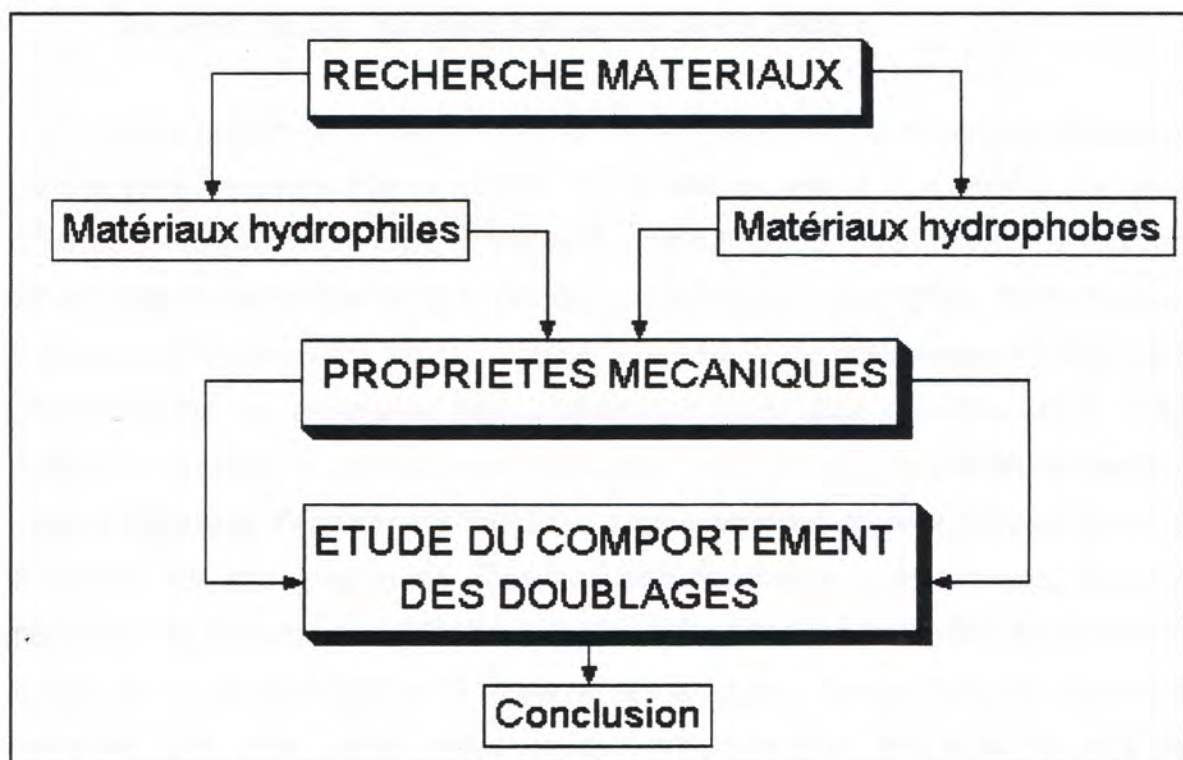 RECHERCHE MATERIAUX
Matériaux hydrophiles
Matériaux hydrophobes
PROPRIETES MECANIQUES
ETUDE DU COMPORTEMENT
DES DOUBLAGES
Conclusion